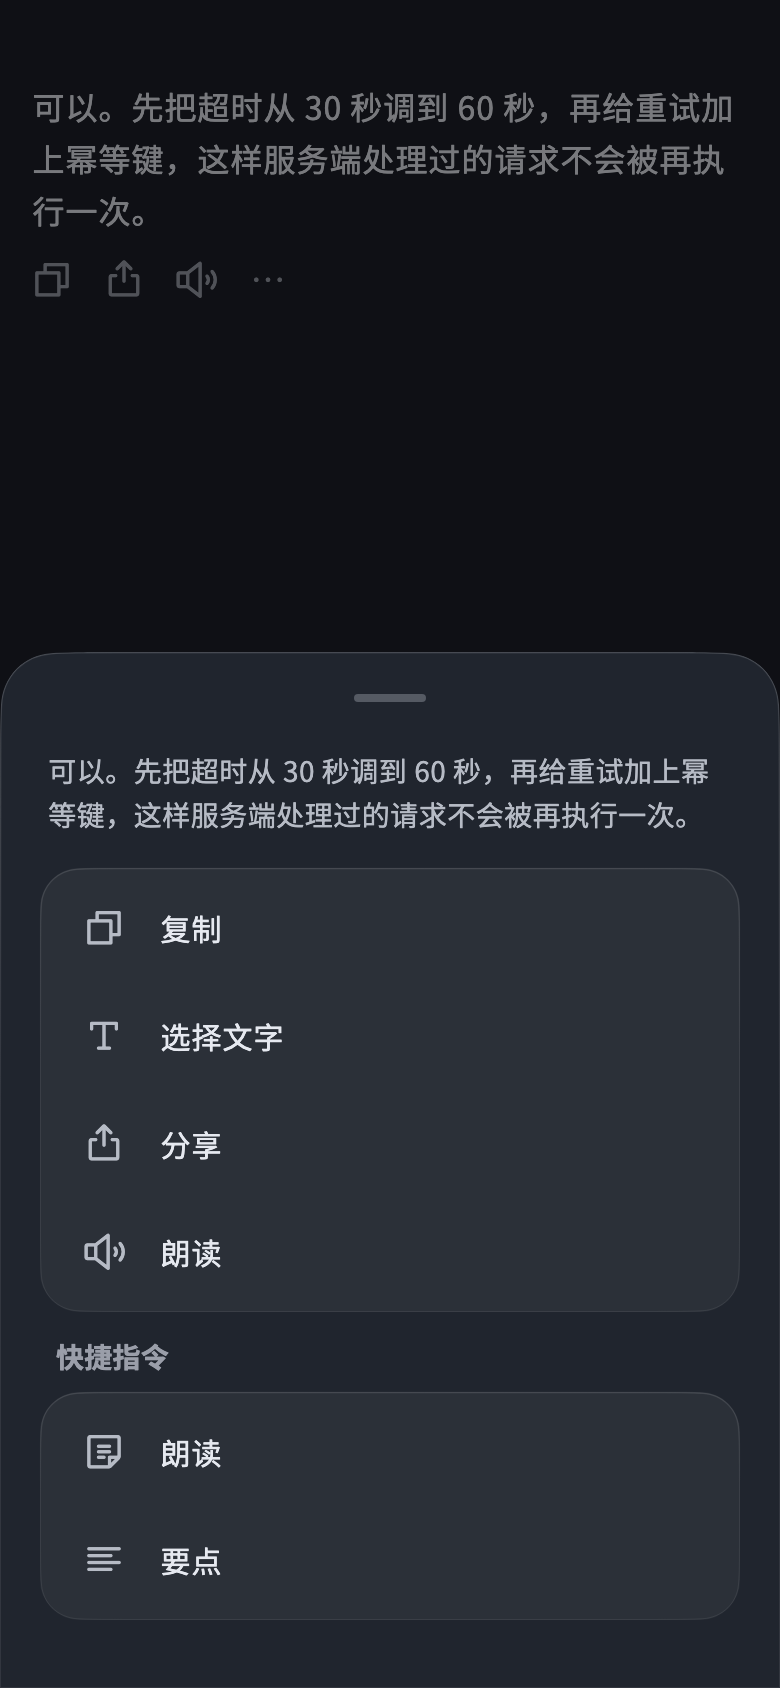 可以。先把超时从 30 秒调到 60 秒，再给重试加
上幂等键，这样服务端处理过的请求不会被再执
行一次。
可以。先把超时从 30 秒调到 60 秒，再给重试加上幂
等键，这样服务端处理过的请求不会被再执行一次。
复制
选择文字
分享
朗读
快捷指令
朗读
要点